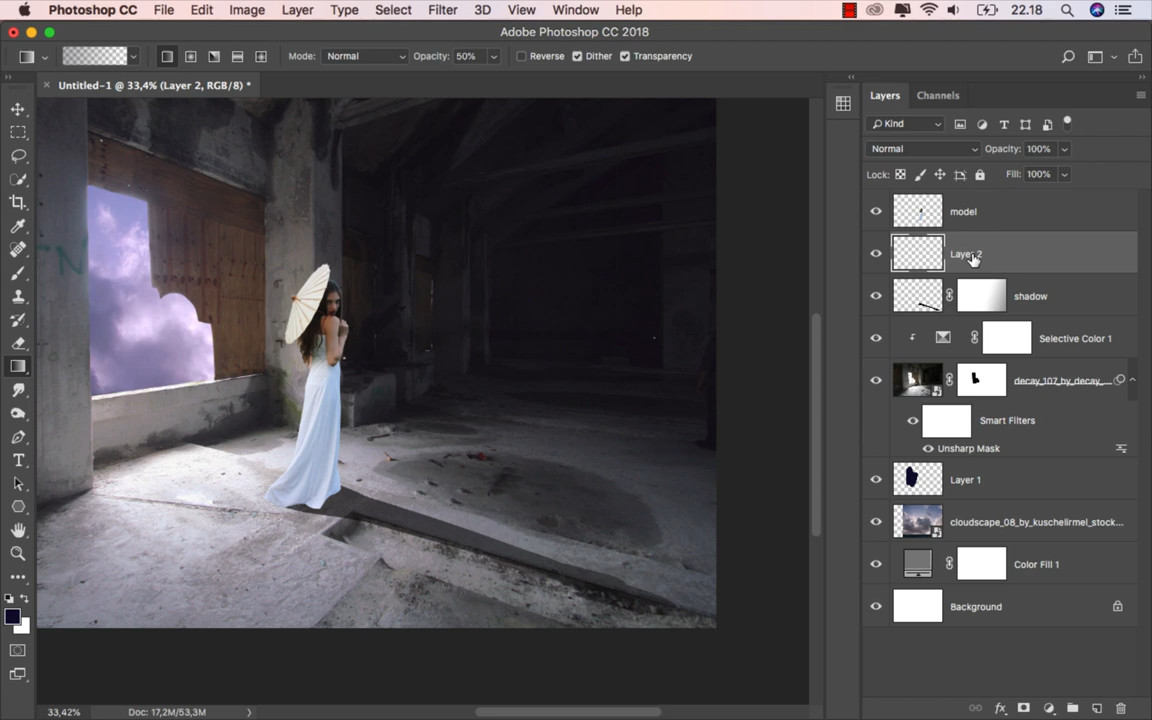 Photoshop CC File Edit Image Layer Type Select Filter 3D View Window Help 22.18
Adobe Photoshop CC 2018
Mode: Normal Opacity: 50% Reverse Dither Transparency
Untitled-1 @ 33,4% (Layer 2, RGB/8) *
Layers Channels
Kind
Normal Opacity: 100%
Lock: Fill: 100%
model
Layer 2
shadow
Selective Color 1
decay_107_by_decay_...
Smart Filters
Unsharp Mask
Layer 1
cloudscape_08_by_kuschelirmel_stock...
Color Fill 1
Background
33,42% Doc: 17,2M/53,3M